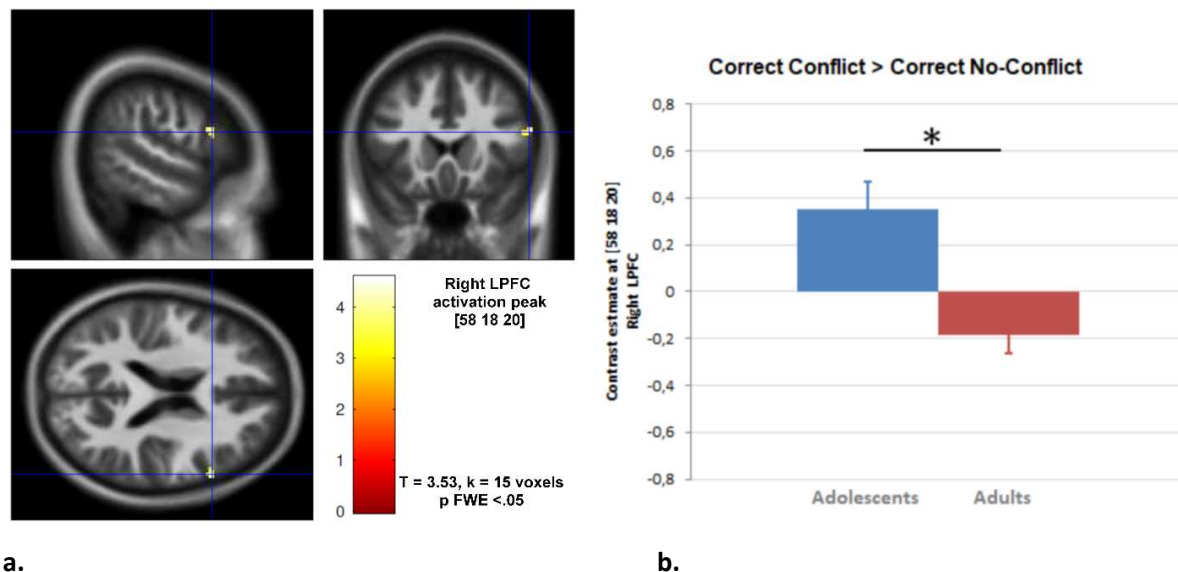 Right LPFC
activation peak
[58 18 20]
4
3
2
1
0
T = 3.53, k = 15 voxels
p FWE <.05
a.
Correct Conflict > Correct No-Conflict
Contrast estmate at [58 18 20]
Right LPFC
0,8
0,6
0,4
0,2
0
-0,2
-0,4
-0,6
-0,8
*
Adolescents Adults
b.